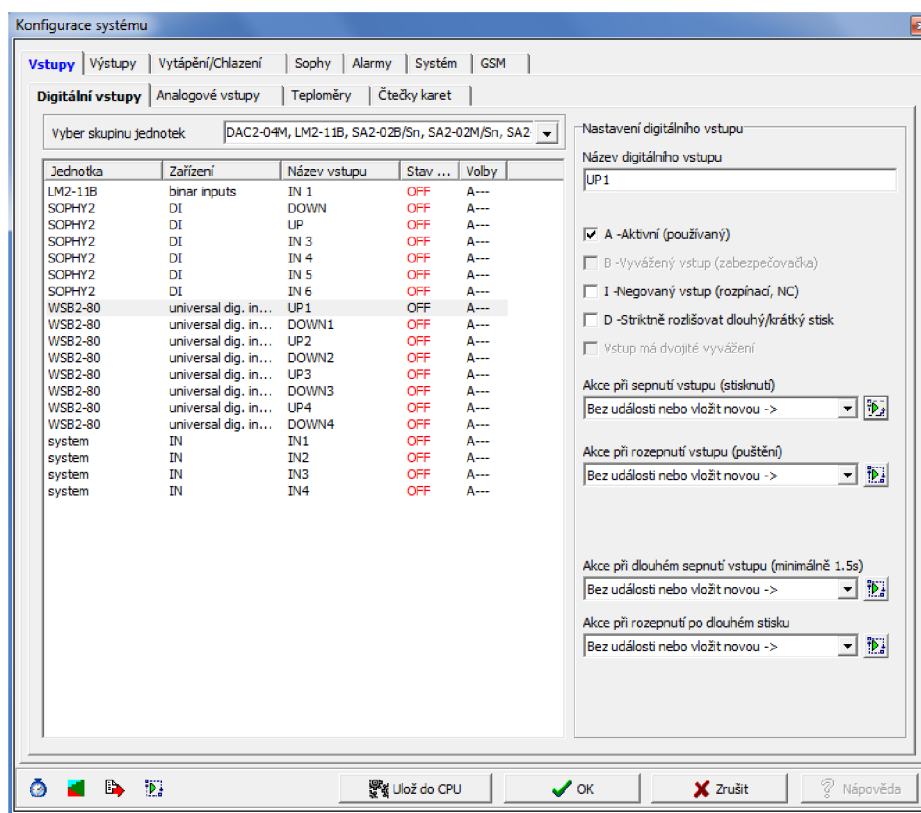 Konfigurace systému
Vstupy Výstupy Vytápění/Chlazení Sophy Alarmy Systém GSM
Digitální vstupy Analogové vstupy Teploměry Čtečky karet
Vyber skupinu jednotek DAC2-04M, LM2-11B, SA2-02B/Sn, SA2-02M/Sn, SA2-
Jednotka Zařízení Název vstupu Stav ... Volby
LM2-11B binar inputs IN 1 OFF A---
SOPHY2 DI DOWN OFF A---
SOPHY2 DI UP OFF A---
SOPHY2 DI IN 3 OFF A---
SOPHY2 DI IN 4 OFF A---
SOPHY2 DI IN 5 OFF A---
SOPHY2 DI IN 6 OFF A---
WSB2-80 universal dig. in... UP1 OFF A---
WSB2-80 universal dig. in... DOWN1 OFF A---
WSB2-80 universal dig. in... UP2 OFF A---
WSB2-80 universal dig. in... DOWN2 OFF A---
WSB2-80 universal dig. in... UP3 OFF A---
WSB2-80 universal dig. in... DOWN3 OFF A---
WSB2-80 universal dig. in... UP4 OFF A---
WSB2-80 universal dig. in... DOWN4 OFF A---
system IN IN1 OFF A---
system IN IN2 OFF A---
system IN IN3 OFF A---
system IN IN4 OFF A---
Nastavení digitálního vstupu
Název digitálního vstupu
UP1
A -Aktivní (používaný)
B -Vyvážený vstup (zabezpečovačka)
I -Negovaný vstup (rozpínací, NC)
D -Striktně rozlišovat dlouhý/krátký stisk
Vstup má dvojité vyvážení
Akce při sepnutí vstupu (stisknutí)
Bez události nebo vložit novou ->
Akce při rozepnutí vstupu (puštění)
Bez události nebo vložit novou ->
Akce při dlouhém sepnutí vstupu (minimálně 1.5s)
Bez události nebo vložit novou ->
Akce při rozepnutí po dlouhém stisku
Bez události nebo vložit novou ->
Ulož do CPU OK Zrušit Nápověda